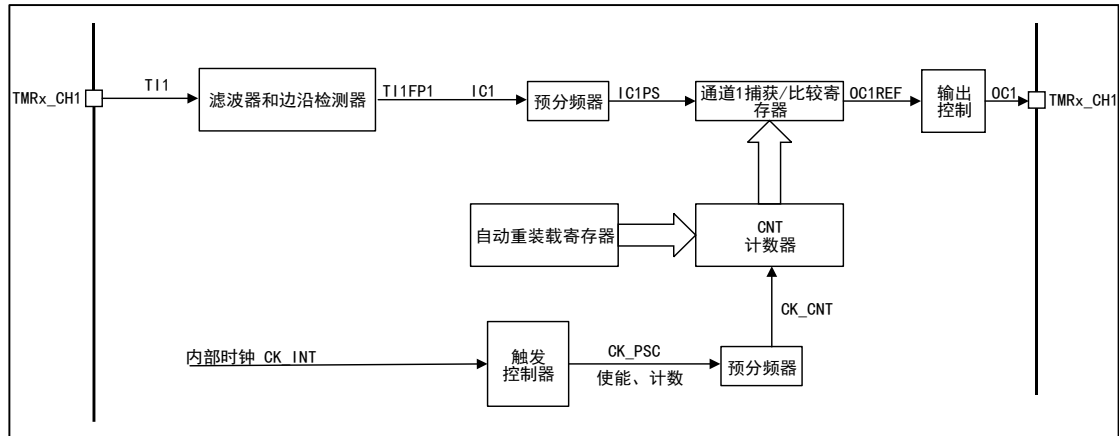 TMRx_CH1
TI1
滤波器和边沿检测器
TI1FP1
IC1
预分频器
IC1PS
通道1捕获/比较寄
存器
OC1REF
输出
控制
OC1
TMRx_CH1
自动重装载寄存器
CNT
计数器
CK_CNT
内部时钟 CK_INT
触发
控制器
CK_PSC
使能、计数
预分频器